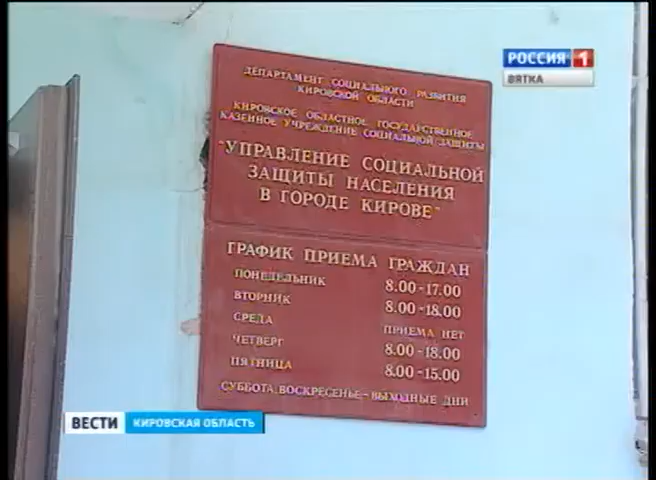 РОССИЯ 1
ВЯТКА
ДЕПАРТАМЕНТ СОЦИАЛЬНОГО РАЗВИТИЯ
КИРОВСКОЙ ОБЛАСТИ
КИРОВСКОЕ ОБЛАСТНОЕ ГОСУДАРСТВЕННОЕ
КАЗЕННОЕ УЧРЕЖДЕНИЕ СОЦИАЛЬНОЙ ЗАЩИТЫ
"УПРАВЛЕНИЕ СОЦИАЛЬНОЙ
ЗАЩИТЫ НАСЕЛЕНИЯ
В ГОРОДЕ КИРОВЕ"
ГРАФИК ПРИЕМА ГРАЖДАН
ПОНЕДЕЛЬНИК 8.00-17.00
ВТОРНИК 8.00-18.00
СРЕДА ПРИЕМА НЕТ
ЧЕТВЕРГ 8.00-18.00
ПЯТНИЦА 8.00-15.00
СУББОТА, ВОСКРЕСЕНЬЕ - ВЫХОДНЫЕ ДНИ
ВЕСТИ КИРОВСКАЯ ОБЛАСТЬ